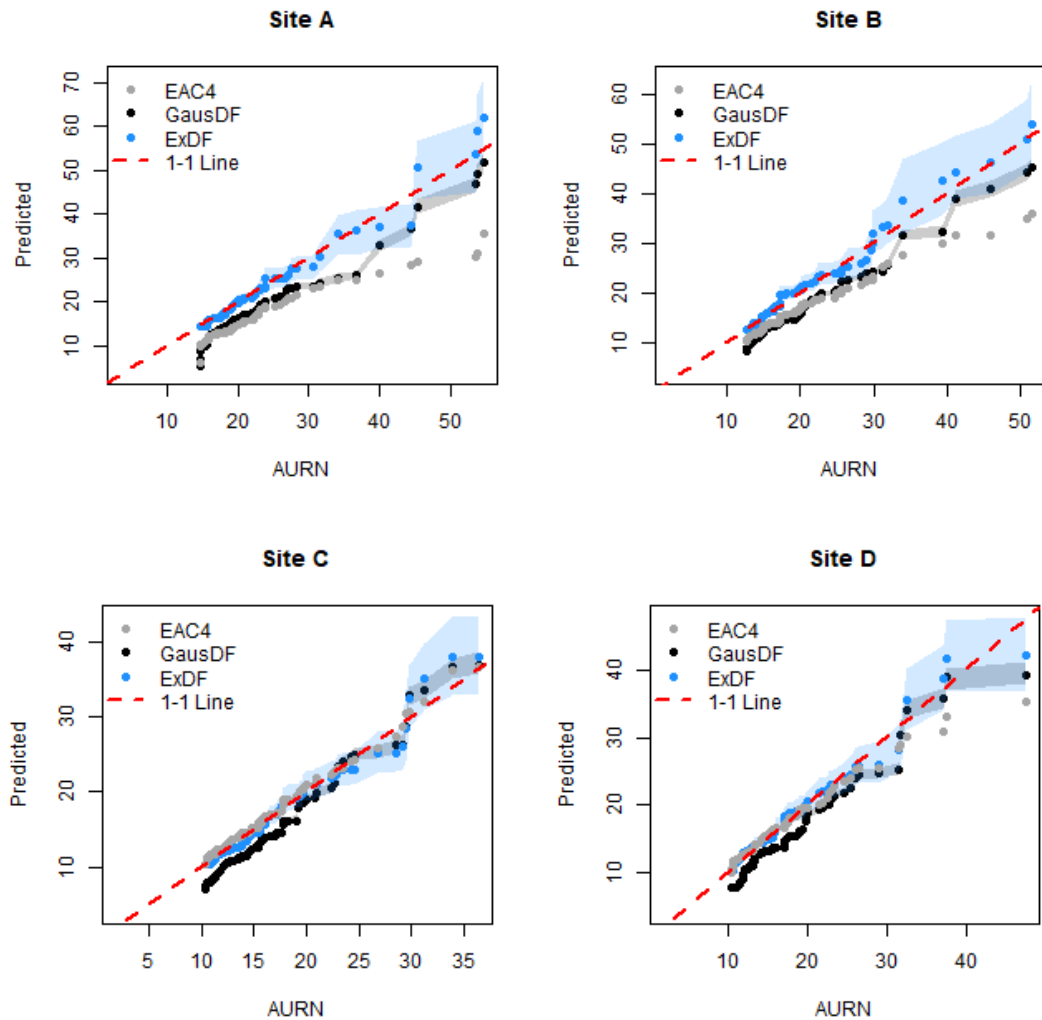 Site A
EAC4
GausDF
ExDF
1-1 Line
Predicted
10 20 30 40 50 60 70
10 20 30 40 50
AURN
Site B
EAC4
GausDF
ExDF
1-1 Line
Predicted
10 20 30 40 50 60
10 20 30 40 50
AURN
Site C
EAC4
GausDF
ExDF
1-1 Line
Predicted
10 20 30 40
5 10 15 20 25 30 35
AURN
Site D
EAC4
GausDF
ExDF
1-1 Line
Predicted
10 20 30 40
10 20 30 40
AURN